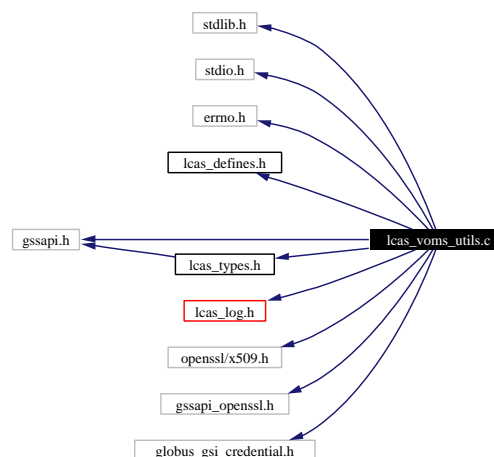 stdlib.h
stdio.h
errno.h
lcas_defines.h
gssapi.h
lcas_voms_utils.c
lcas_types.h
lcas_log.h
openssl/x509.h
gssapi_openssl.h
globus_gsi_credential.h